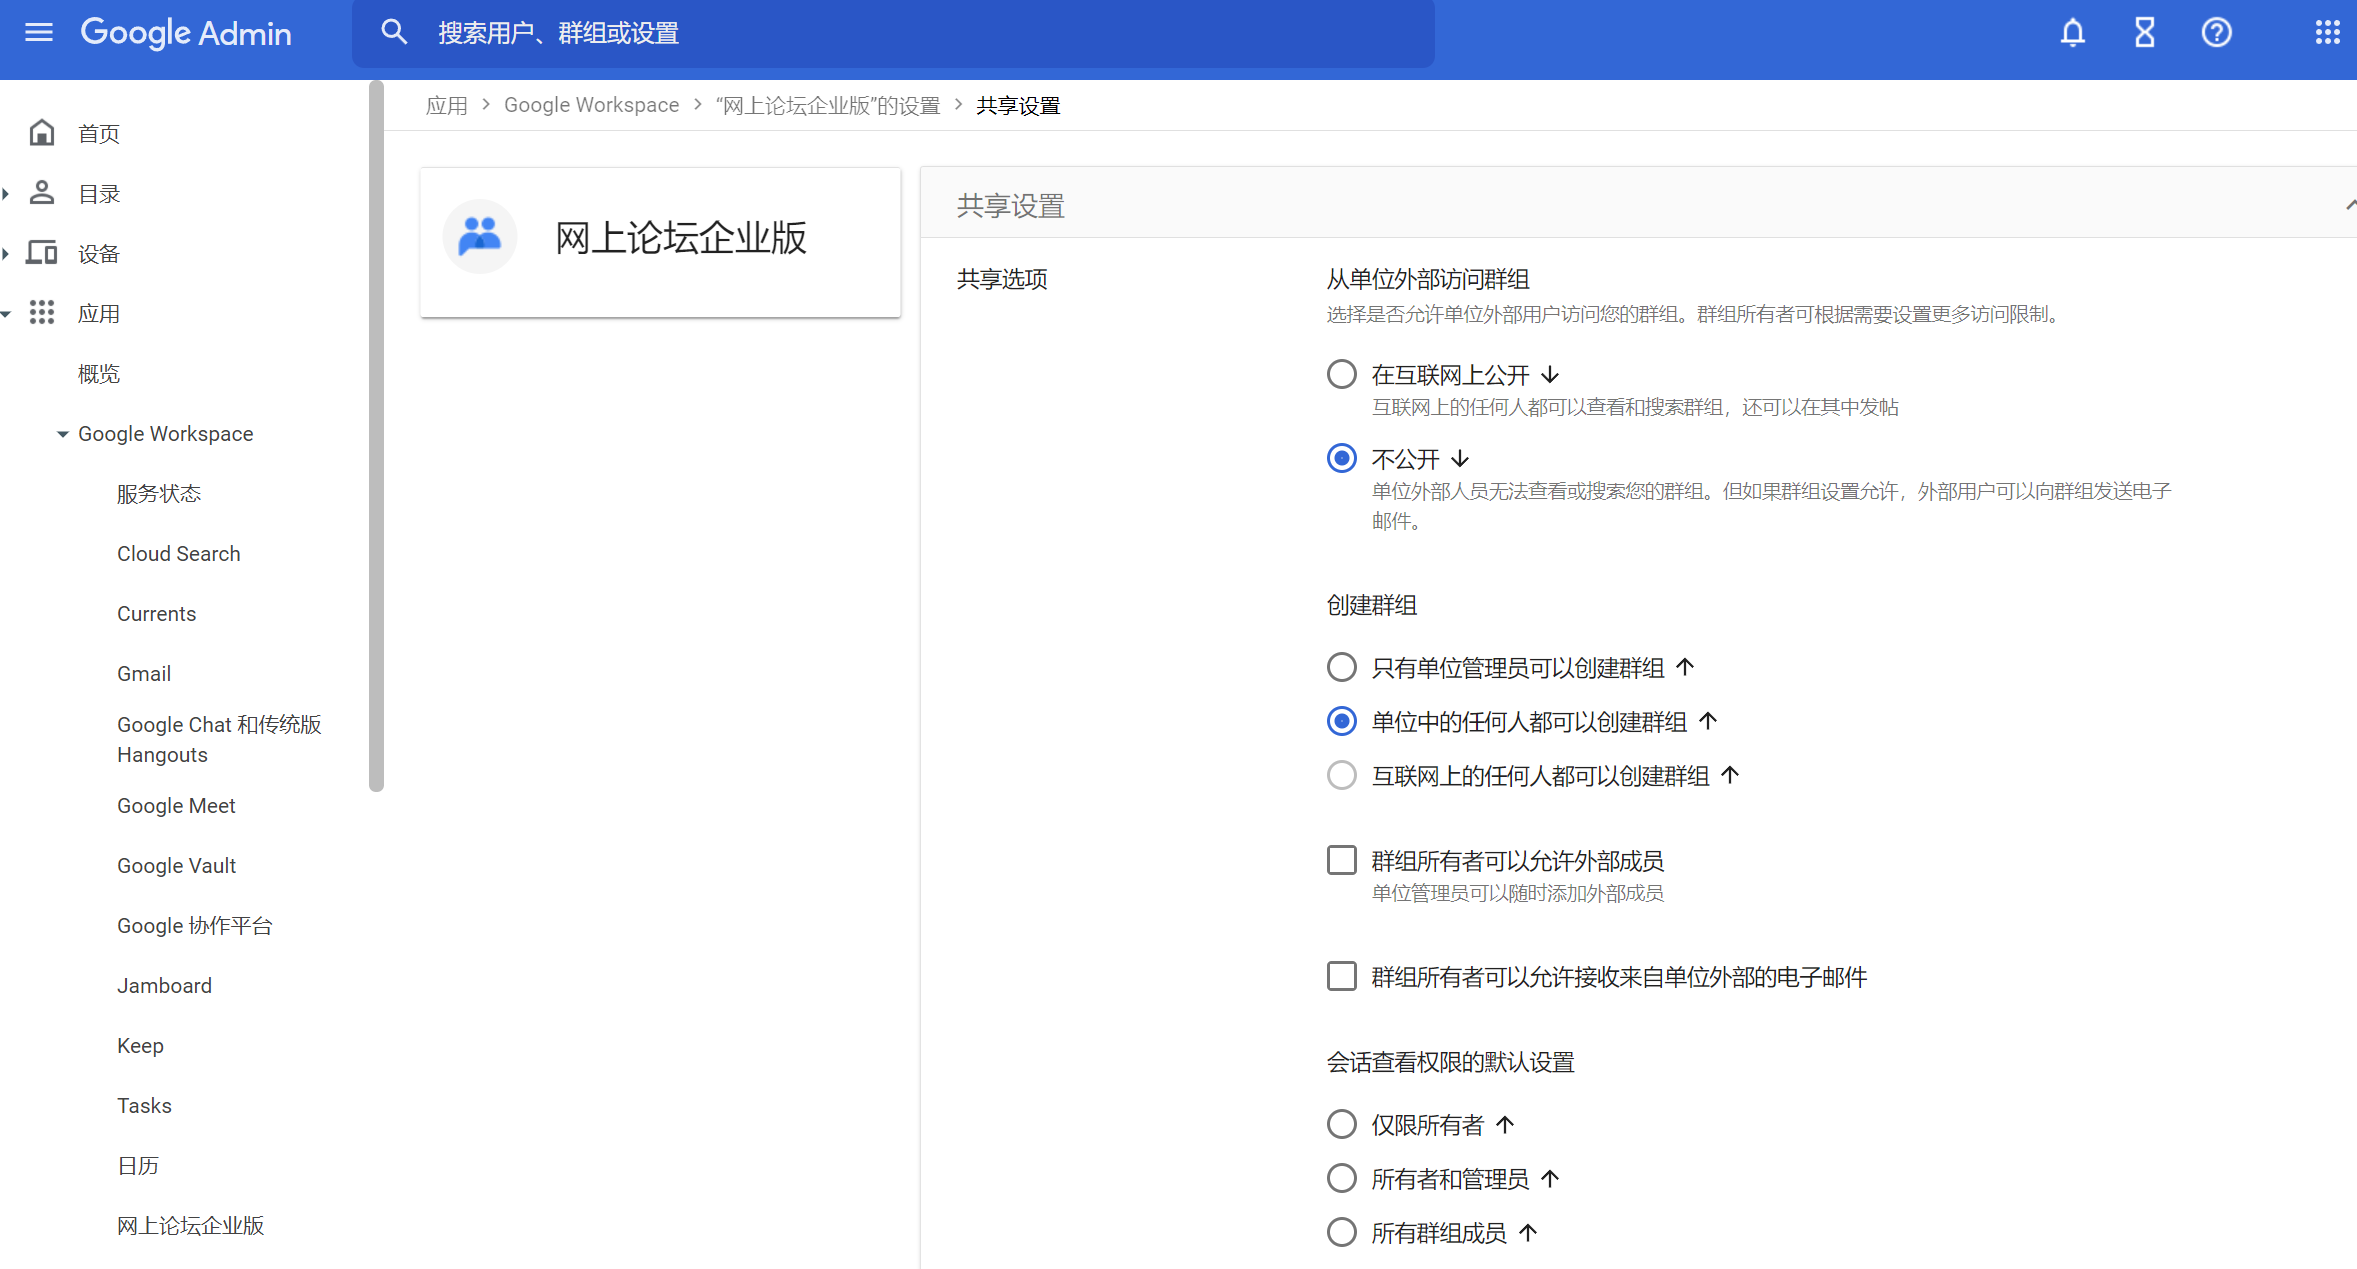 Google Admin
搜索用户、群组或设置
首页
目录
设备
应用
概览
Google Workspace
服务状态
Cloud Search
Currents
Gmail
Google Chat 和传统版
Hangouts
Google Meet
Google Vault
Google 协作平台
Jamboard
Keep
Tasks
日历
网上论坛企业版
应用 > Google Workspace > “网上论坛企业版”的设置 > 共享设置
网上论坛企业版
共享设置
共享选项
从单位外部访问群组
选择是否允许单位外部用户访问您的群组。群组所有者可根据需要设置更多访问限制。
在互联网上公开 ↓
互联网上的任何人都可以查看和搜索群组，还可以在其中发帖
不公开 ↓
单位外部人员无法查看或搜索您的群组。但如果群组设置允许，外部用户可以向群组发送电子
邮件。
创建群组
只有单位管理员可以创建群组 ↑
单位中的任何人都可以创建群组 ↑
互联网上的任何人都可以创建群组 ↑
群组所有者可以允许外部成员
单位管理员可以随时添加外部成员
群组所有者可以允许接收来自单位外部的电子邮件
会话查看权限的默认设置
仅限所有者 ↑
所有者和管理员 ↑
所有群组成员 ↑